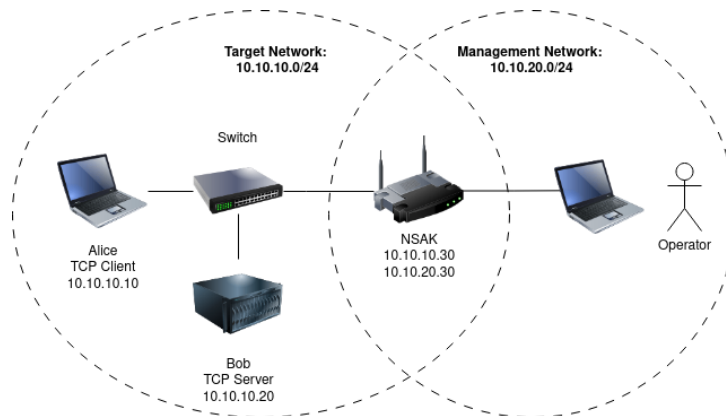 Target Network:
10.10.10.0/24
Management Network:
10.10.20.0/24
Switch
Alice
TCP Client
10.10.10.10
NSAK
10.10.10.30
10.10.20.30
Operator
Bob
TCP Server
10.10.10.20